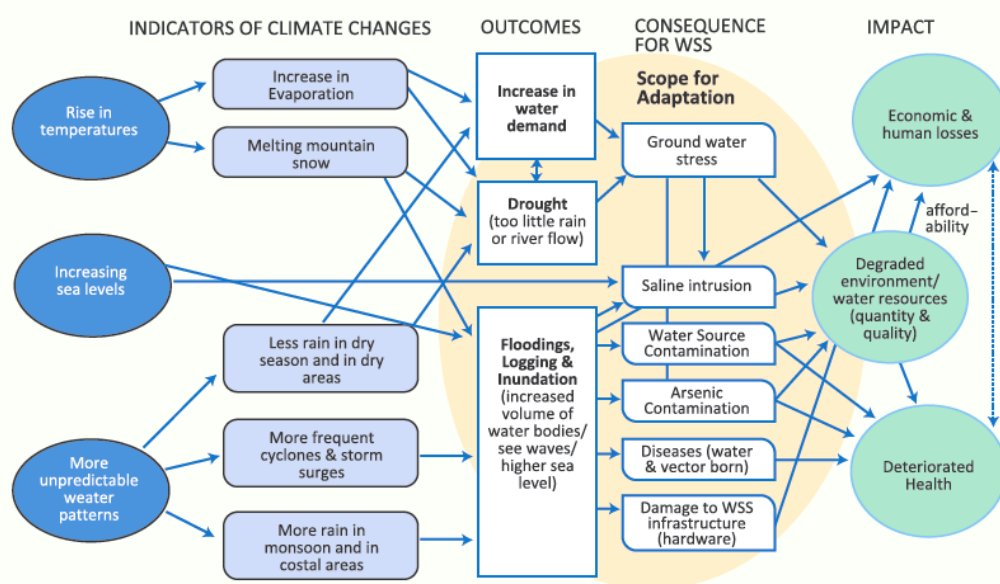 INDICATORS OF CLIMATE CHANGES
OUTCOMES
CONSEQUENCE
FOR WSS
IMPACT
Rise in
temperatures
Increasing
sea levels
More
unpredictable
weater
patterns
Increase in
Evaporation
Melting mountain
snow
Less rain in dry
season and in dry
areas
More frequent
cyclones & storm
surges
More rain in
monsoon and in
costal areas
Increase in
water
demand
Drought
(too little rain
or river flow)
Floodings,
Logging &
Inundation
(increased
volume of
water bodies/
see waves/
higher sea
level)
Scope for
Adaptation
Ground water
stress
Saline intrusion
Water Source
Contamination
Arsenic
Contamination
Diseases (water
& vector born)
Damage to WSS
infrastructure
(hardware)
Economic &
human losses
afford-
ability
Degraded
environment/
water resources
(quantity &
quality)
Deteriorated
Health